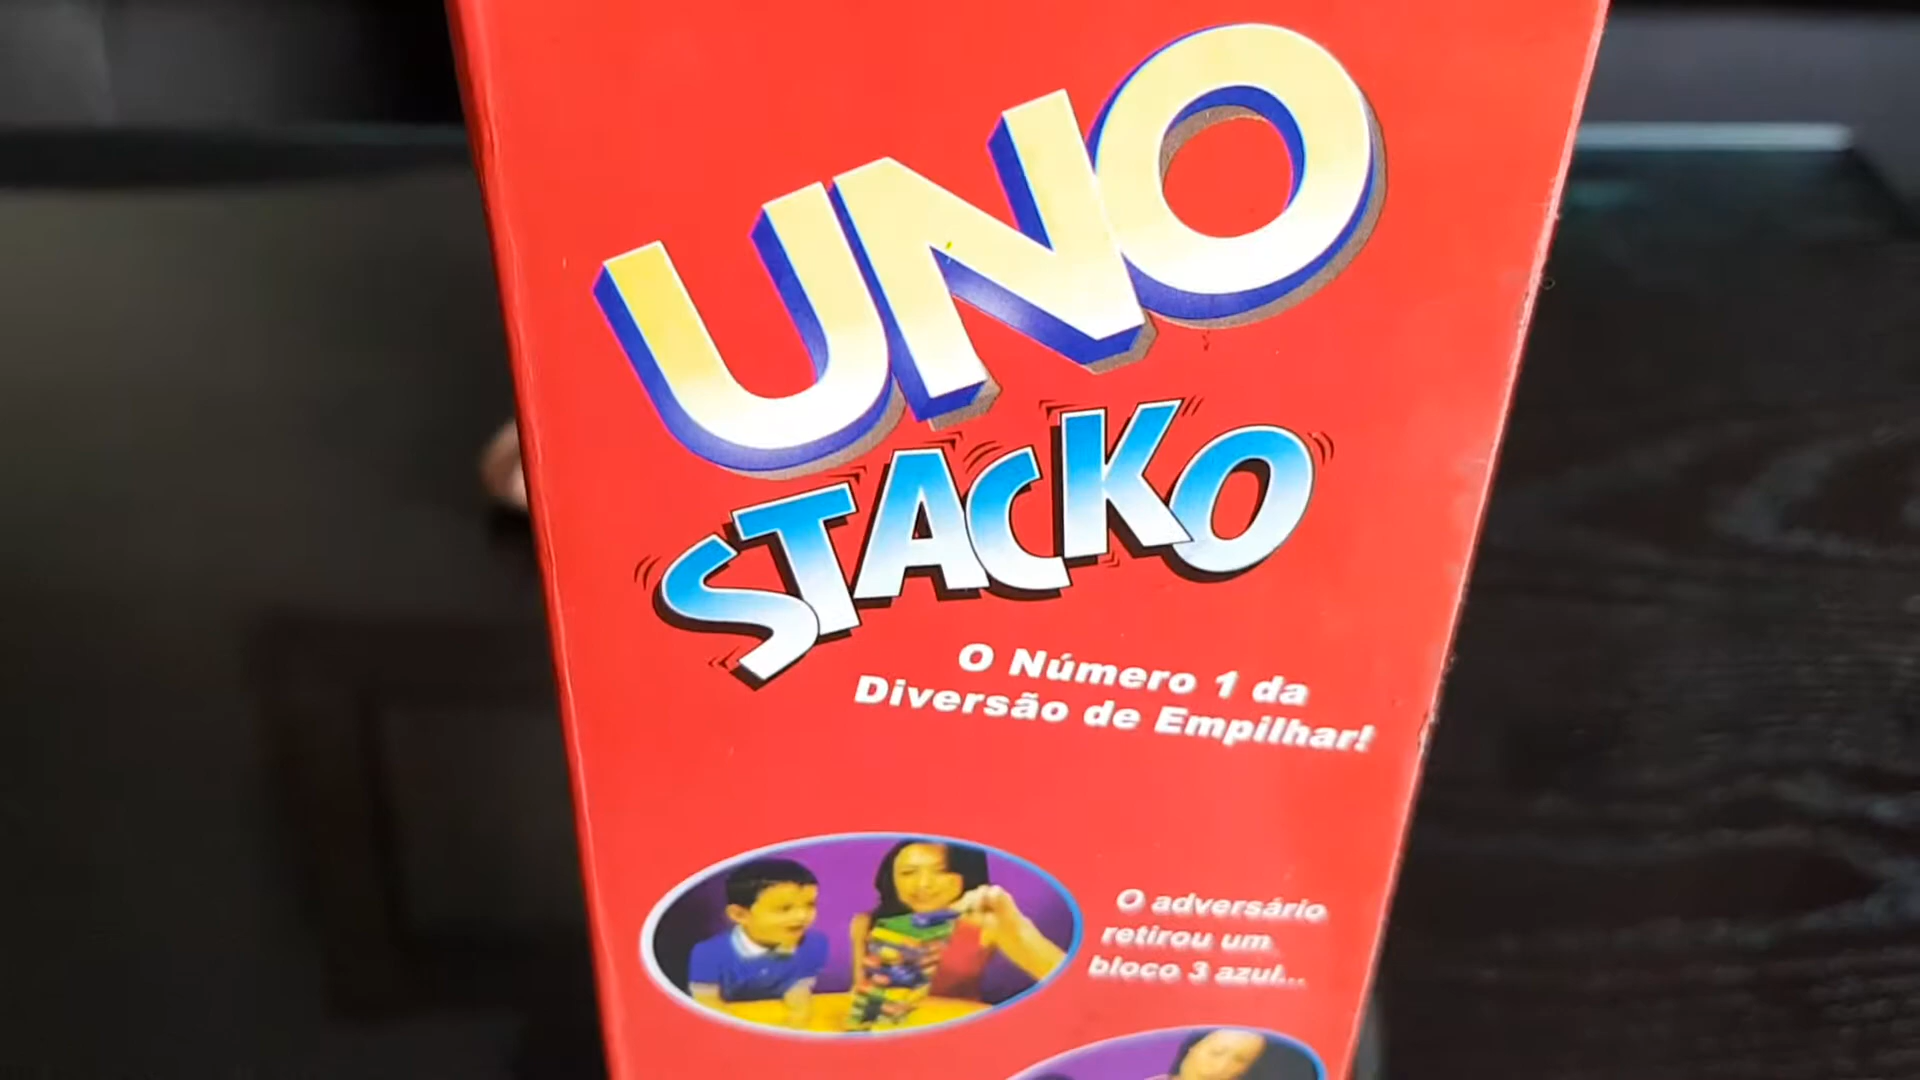 UNO
STACKO
O Número 1 da
Diversão de Empilhar!
O adversário
retirou um
bloco 3 azul...